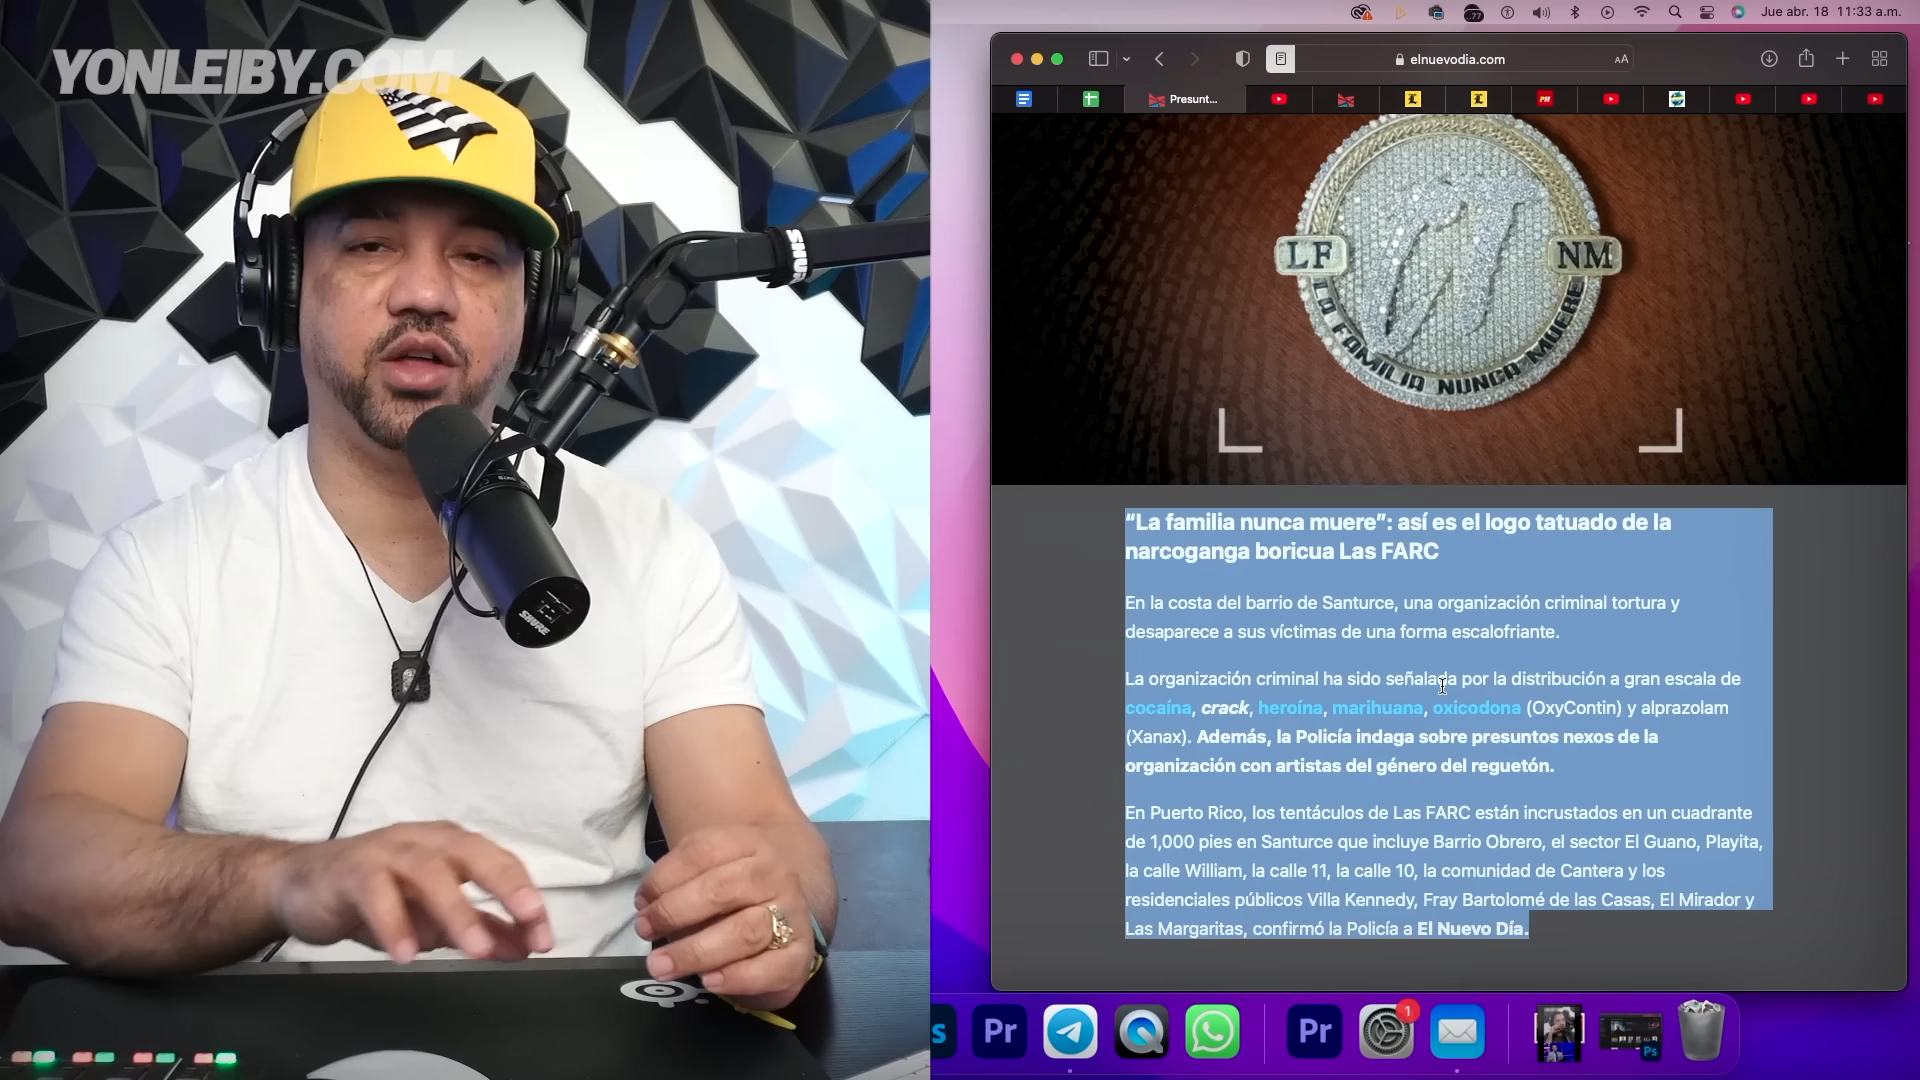 YONLEIBY.COM
SHURE
SHURE
.77
Jue abr. 18 11:33 a.m.
elnuevodia.com
AA
Presunt...
LF
NM
LA FAMILIA NUNCA MUERE
“La familia nunca muere”: así es el logo tatuado de la
narcoganga boricua Las FARC
En la costa del barrio de Santurce, una organización criminal tortura y
desaparece a sus víctimas de una forma escalofriante.
La organización criminal ha sido señalada por la distribución a gran escala de
cocaína, crack, heroína, marihuana, oxicodona (OxyContin) y alprazolam
(Xanax). Además, la Policía indaga sobre presuntos nexos de la
organización con artistas del género del reguetón.
En Puerto Rico, los tentáculos de Las FARC están incrustados en un cuadrante
de 1,000 pies en Santurce que incluye Barrio Obrero, el sector El Guano, Playita,
la calle William, la calle 11, la calle 10, la comunidad de Cantera y los
residenciales públicos Villa Kennedy, Fray Bartolomé de las Casas, El Mirador y
Las Margaritas, confirmó la Policía a El Nuevo Día.
Pr
Pr
1
Ps